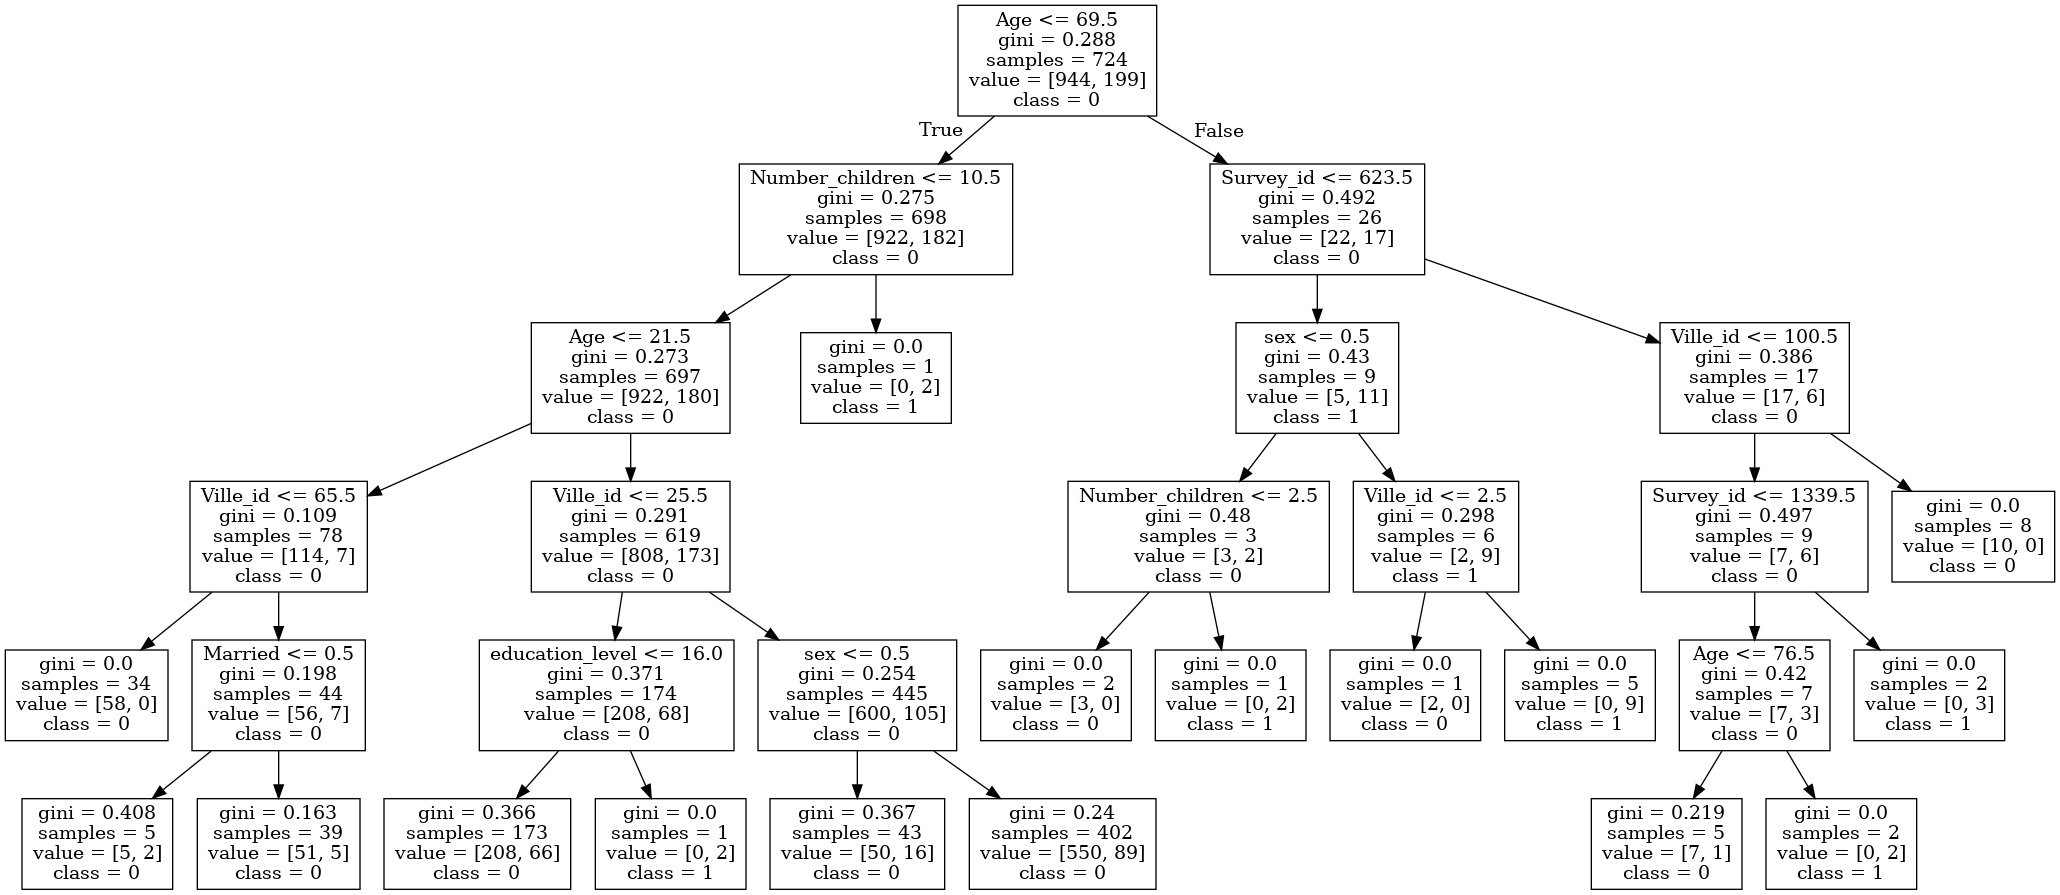 Age <= 69.5
gini = 0.288
samples = 724
value = [944, 199]
class = 0
True
False
Number_children <= 10.5
gini = 0.275
samples = 698
value = [922, 182]
class = 0
Survey_id <= 623.5
gini = 0.492
samples = 26
value = [22, 17]
class = 0
Age <= 21.5
gini = 0.273
samples = 697
value = [922, 180]
class = 0
gini = 0.0
samples = 1
value = [0, 2]
class = 1
sex <= 0.5
gini = 0.43
samples = 9
value = [5, 11]
class = 1
Ville_id <= 100.5
gini = 0.386
samples = 17
value = [17, 6]
class = 0
Ville_id <= 65.5
gini = 0.109
samples = 78
value = [114, 7]
class = 0
Ville_id <= 25.5
gini = 0.291
samples = 619
value = [808, 173]
class = 0
Number_children <= 2.5
gini = 0.48
samples = 3
value = [3, 2]
class = 0
Ville_id <= 2.5
gini = 0.298
samples = 6
value = [2, 9]
class = 1
Survey_id <= 1339.5
gini = 0.497
samples = 9
value = [7, 6]
class = 0
gini = 0.0
samples = 8
value = [10, 0]
class = 0
gini = 0.0
samples = 34
value = [58, 0]
class = 0
Married <= 0.5
gini = 0.198
samples = 44
value = [56, 7]
class = 0
education_level <= 16.0
gini = 0.371
samples = 174
value = [208, 68]
class = 0
sex <= 0.5
gini = 0.254
samples = 445
value = [600, 105]
class = 0
gini = 0.0
samples = 2
value = [3, 0]
class = 0
gini = 0.0
samples = 1
value = [0, 2]
class = 1
gini = 0.0
samples = 1
value = [2, 0]
class = 0
gini = 0.0
samples = 5
value = [0, 9]
class = 1
Age <= 76.5
gini = 0.42
samples = 7
value = [7, 3]
class = 0
gini = 0.0
samples = 2
value = [0, 3]
class = 1
gini = 0.408
samples = 5
value = [5, 2]
class = 0
gini = 0.163
samples = 39
value = [51, 5]
class = 0
gini = 0.366
samples = 173
value = [208, 66]
class = 0
gini = 0.0
samples = 1
value = [0, 2]
class = 1
gini = 0.367
samples = 43
value = [50, 16]
class = 0
gini = 0.24
samples = 402
value = [550, 89]
class = 0
gini = 0.219
samples = 5
value = [7, 1]
class = 0
gini = 0.0
samples = 2
value = [0, 2]
class = 1